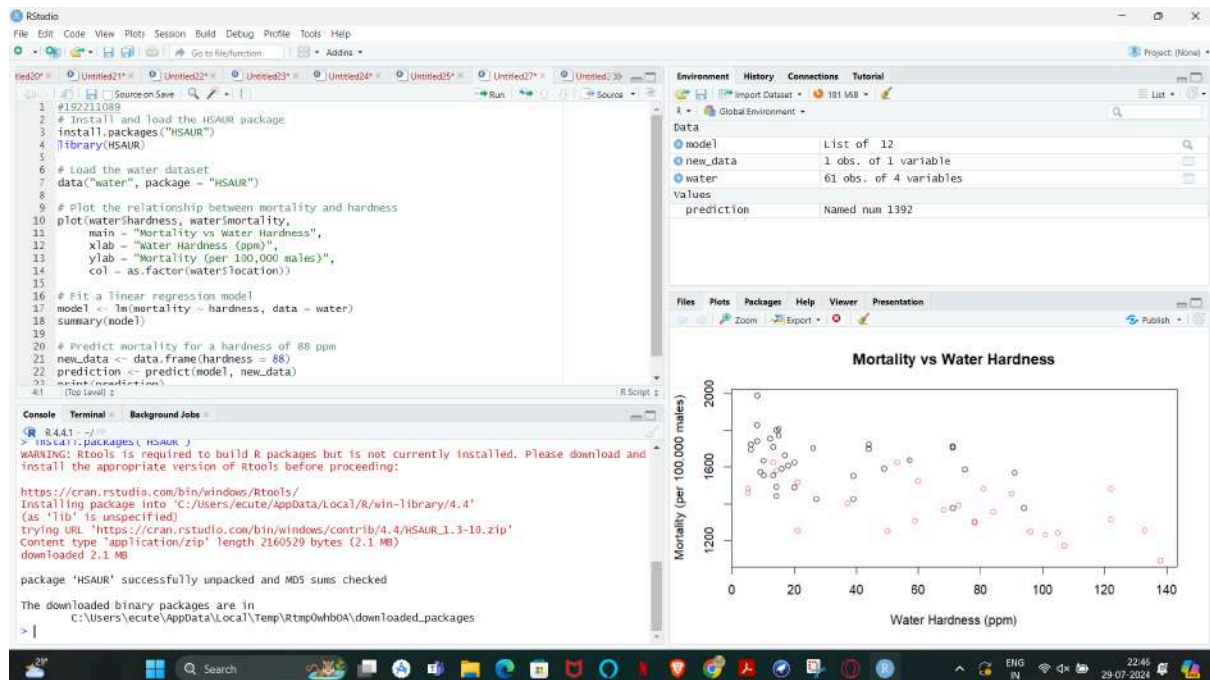 RStudio
File Edit Code View Plots Session Build Debug Profile Tools Help
Go to file/function Addins
Project: (None)
Untitled21* Untitled22* Untitled23* Untitled24* Untitled25* Untitled27*
Source on Save Run Source
1 #192211089
2 # Install and load the HSAUR package
3 install.packages("HSAUR")
4 library(HSAUR)
5
6 # Load the water dataset
7 data("water", package = "HSAUR")
8
9 # Plot the relationship between mortality and hardness
10 plot(water$hardness, water$mortality,
11 main = "Mortality vs Water Hardness",
12 xlab = "Water Hardness (ppm)",
13 ylab = "Mortality (per 100,000 males)",
14 col = as.factor(water$location))
15
16 # Fit a linear regression model
17 model <- lm(mortality ~ hardness, data = water)
18 summary(model)
19
20 # Predict mortality for a hardness of 88 ppm
21 new_data <- data.frame(hardness = 88)
22 prediction <- predict(model, new_data)
23 print(prediction)
4:1 (Top Level) R Script
Console Terminal Background Jobs
R 4.4.1 · ~/
> install.packages("HSAUR")
WARNING: Rtools is required to build R packages but is not currently installed. Please download and
install the appropriate version of Rtools before proceeding:
https://cran.rstudio.com/bin/windows/Rtools/
Installing package into 'C:/Users/ecute/AppData/Local/R/win-library/4.4'
(as 'lib' is unspecified)
trying URL 'https://cran.rstudio.com/bin/windows/contrib/4.4/HSAUR_1.3-10.zip'
Content type 'application/zip' length 2160529 bytes (2.1 MB)
downloaded 2.1 MB
package 'HSAUR' successfully unpacked and MD5 sums checked
The downloaded binary packages are in
C:\Users\ecute\AppData\Local\Temp\RtmpOwhbOA\downloaded_packages
>
Environment History Connections Tutorial
Import Dataset 181 MiB List
R Global Environment
Data
model List of 12
new_data 1 obs. of 1 variable
water 61 obs. of 4 variables
Values
prediction Named num 1392
Files Plots Packages Help Viewer Presentation
Zoom Export Publish
Mortality vs Water Hardness
Mortality (per 100,000 males)
2000
1600
1200
0 20 40 60 80 100 120 140
Water Hardness (ppm)
29°
Search
ENG
IN
22:46
29-07-2024